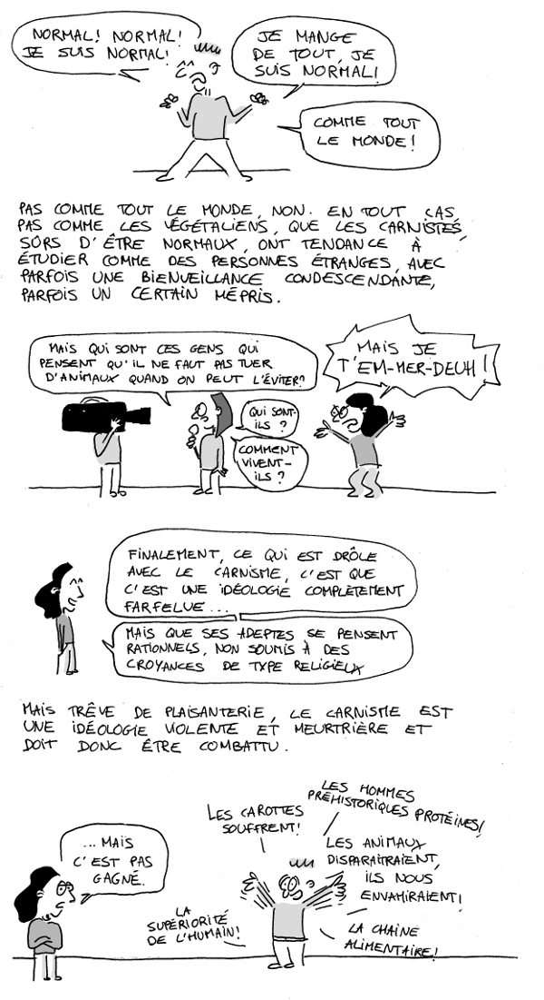 NORMAL! NORMAL!
JE SUIS NORMAL!
JE MANGE
DE TOUT, JE
SUIS NORMAL!
COMME TOUT
LE MONDE!
PAS COMME TOUT LE MONDE, NON. EN TOUT CAS
PAS COMME LES VÉGÉTALIENS, QUE LES CARNISTES,
SÛRS D'ÊTRE NORMAUX, ONT TENDANCE À
ÉTUDIER COMME DES PERSONNES ÉTRANGES, AVEC
PARFOIS UNE BIENVEILLANCE CONDESCENDANTE,
PARFOIS UN CERTAIN MÉPRIS.
MAIS QUI SONT CES GENS QUI
PENSENT QU'IL NE FAUT PAS TUER
D'ANIMAUX QUAND ON PEUT L'ÉVITER?
QUI SONT-
ILS ?
COMMENT
VIVENT-
ILS ?
MAIS JE
T'EM-MER-DEUH !
FINALEMENT, CE QUI EST DRÔLE
AVEC LE CARNISME, C'EST QUE
C'EST UNE IDÉOLOGIE COMPLÈTEMENT
FARFELUE...
MAIS QUE SES ADEPTES SE PENSENT
RATIONNELS, NON SOUMIS À DES
CROYANCES DE TYPE RELIGIEUX
MAIS TRÊVE DE PLAISANTERIE, LE CARNISME EST
UNE IDÉOLOGIE VIOLENTE ET MEURTRIÈRE ET
DOIT DONC ÊTRE COMBATTU.
... MAIS
C'EST PAS
GAGNÉ.
LES CAROTTES
SOUFFRENT!
LES HOMMES
PRÉHISTORIQUES PROTÉINES!
LES ANIMAUX
DISPARAITRAIENT,
ILS NOUS
ENVAHIRAIENT!
LA
SUPÉRIORITÉ
DE L'HUMAIN!
LA CHAINE
ALIMENTAIRE!